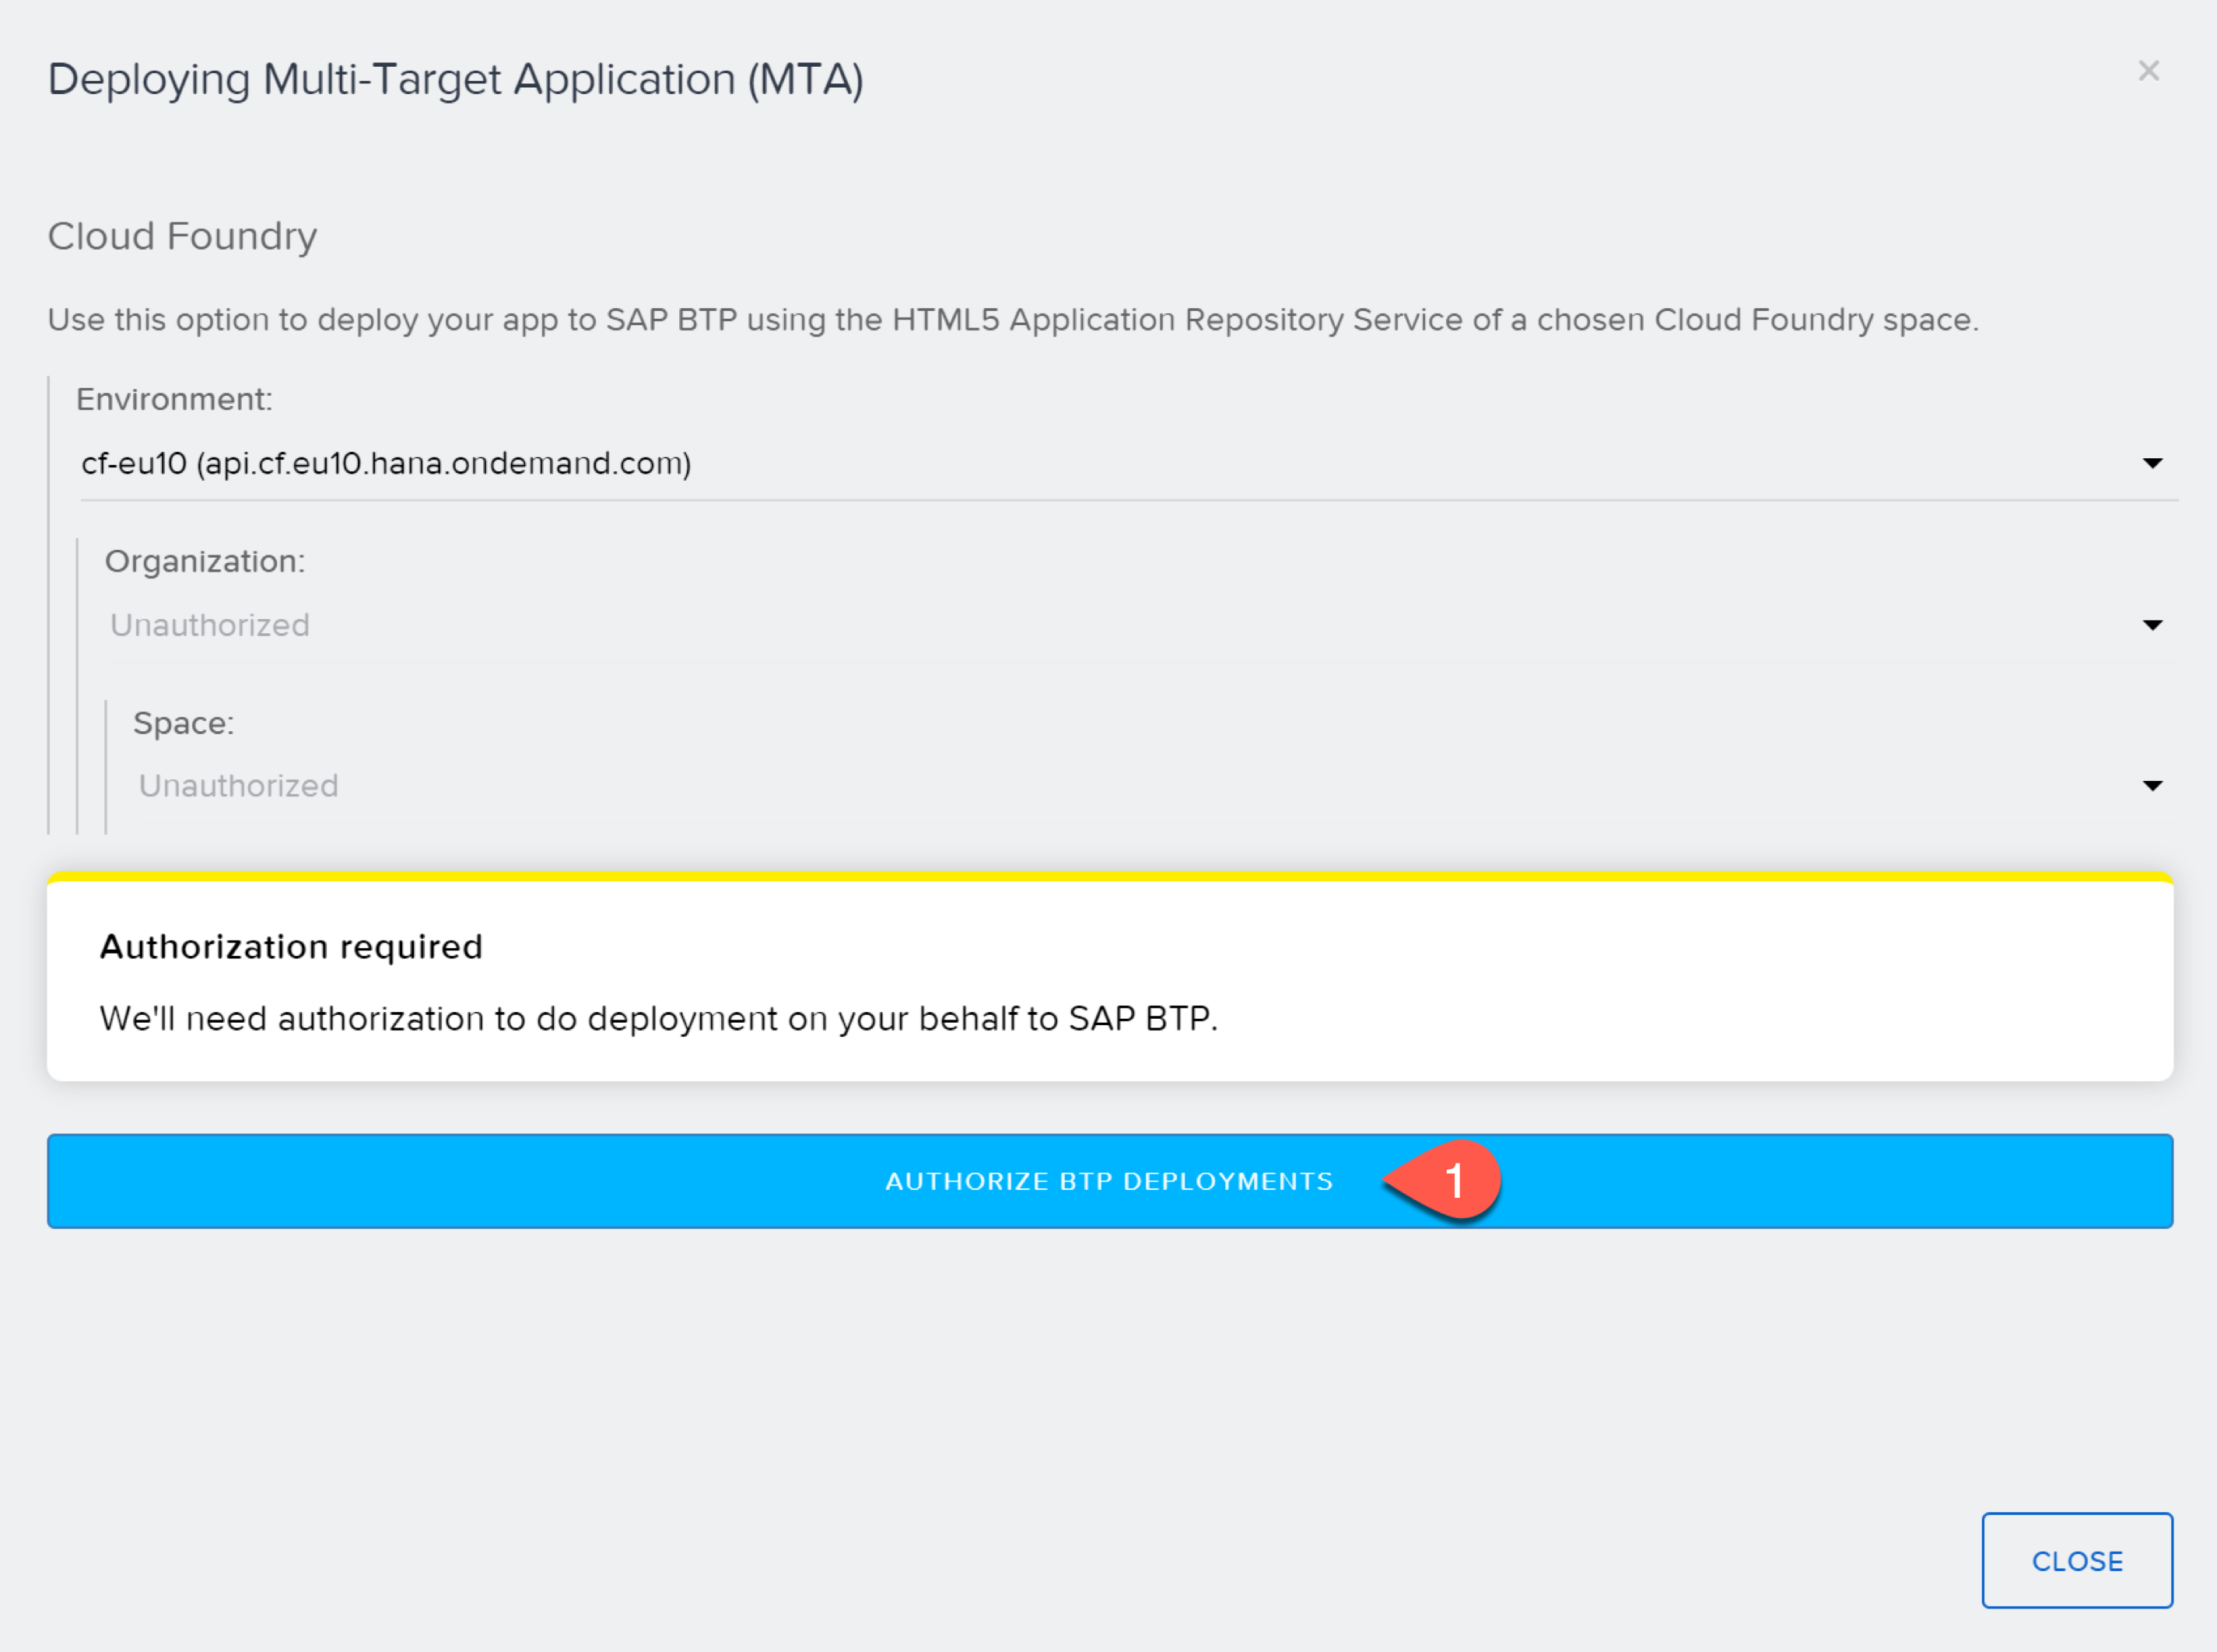 Deploying Multi-Target Application (MTA)
×
Cloud Foundry
Use this option to deploy your app to SAP BTP using the HTML5 Application Repository Service of a chosen Cloud Foundry space.
Environment:
cf-eu10 (api.cf.eu10.hana.ondemand.com)
Organization:
Unauthorized
Space:
Unauthorized
Authorization required
We'll need authorization to do deployment on your behalf to SAP BTP.
AUTHORIZE BTP DEPLOYMENTS 1
CLOSE